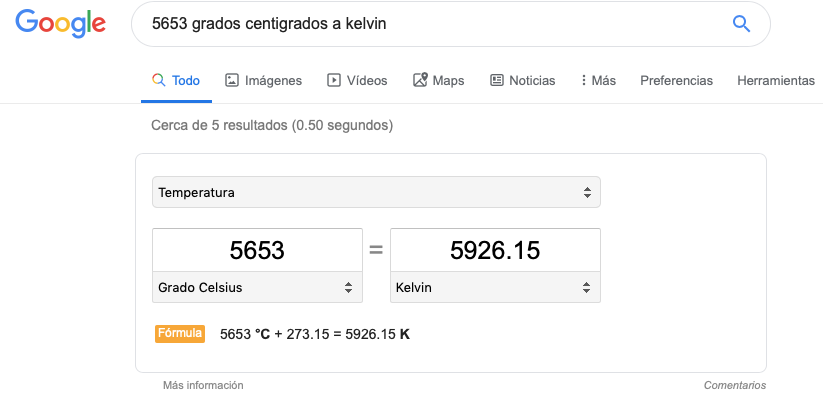 Google 5653 grados centigrados a kelvin
Todo Imágenes Vídeos Maps Noticias Más Preferencias Herramientas
Cerca de 5 resultados (0.50 segundos)
Temperatura
5653 = 5926.15
Grado Celsius Kelvin
Fórmula 5653 °C + 273.15 = 5926.15 K
Más información Comentarios